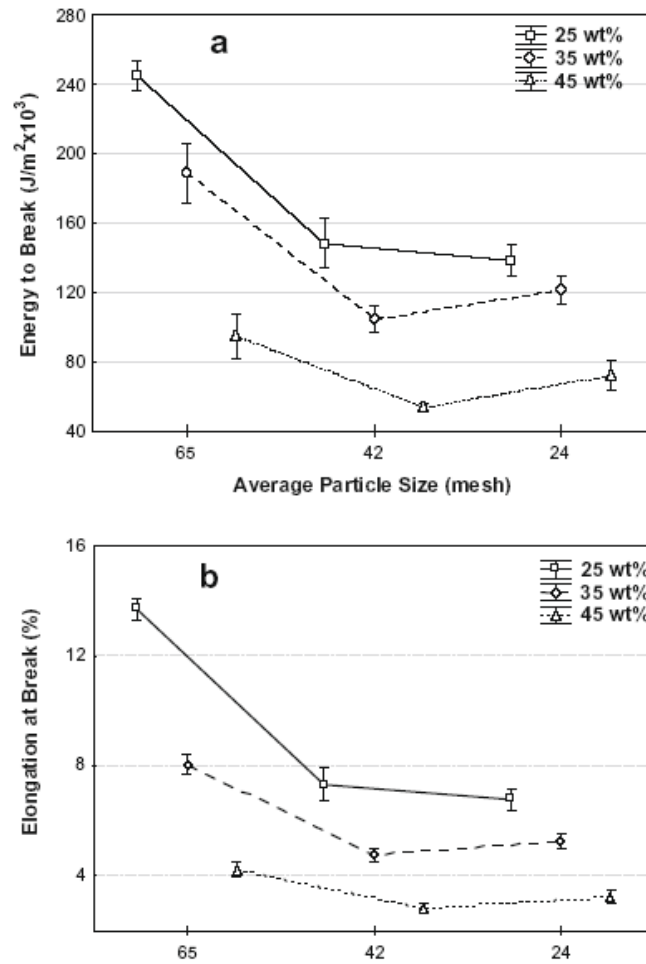 280
240
200
160
120
80
40
Energy to Break (J/m²x10³)
a
25 wt%
35 wt%
45 wt%
65
42
24
Average Particle Size (mesh)
16
12
8
4
Elongation at Break (%)
b
25 wt%
35 wt%
45 wt%
65
42
24